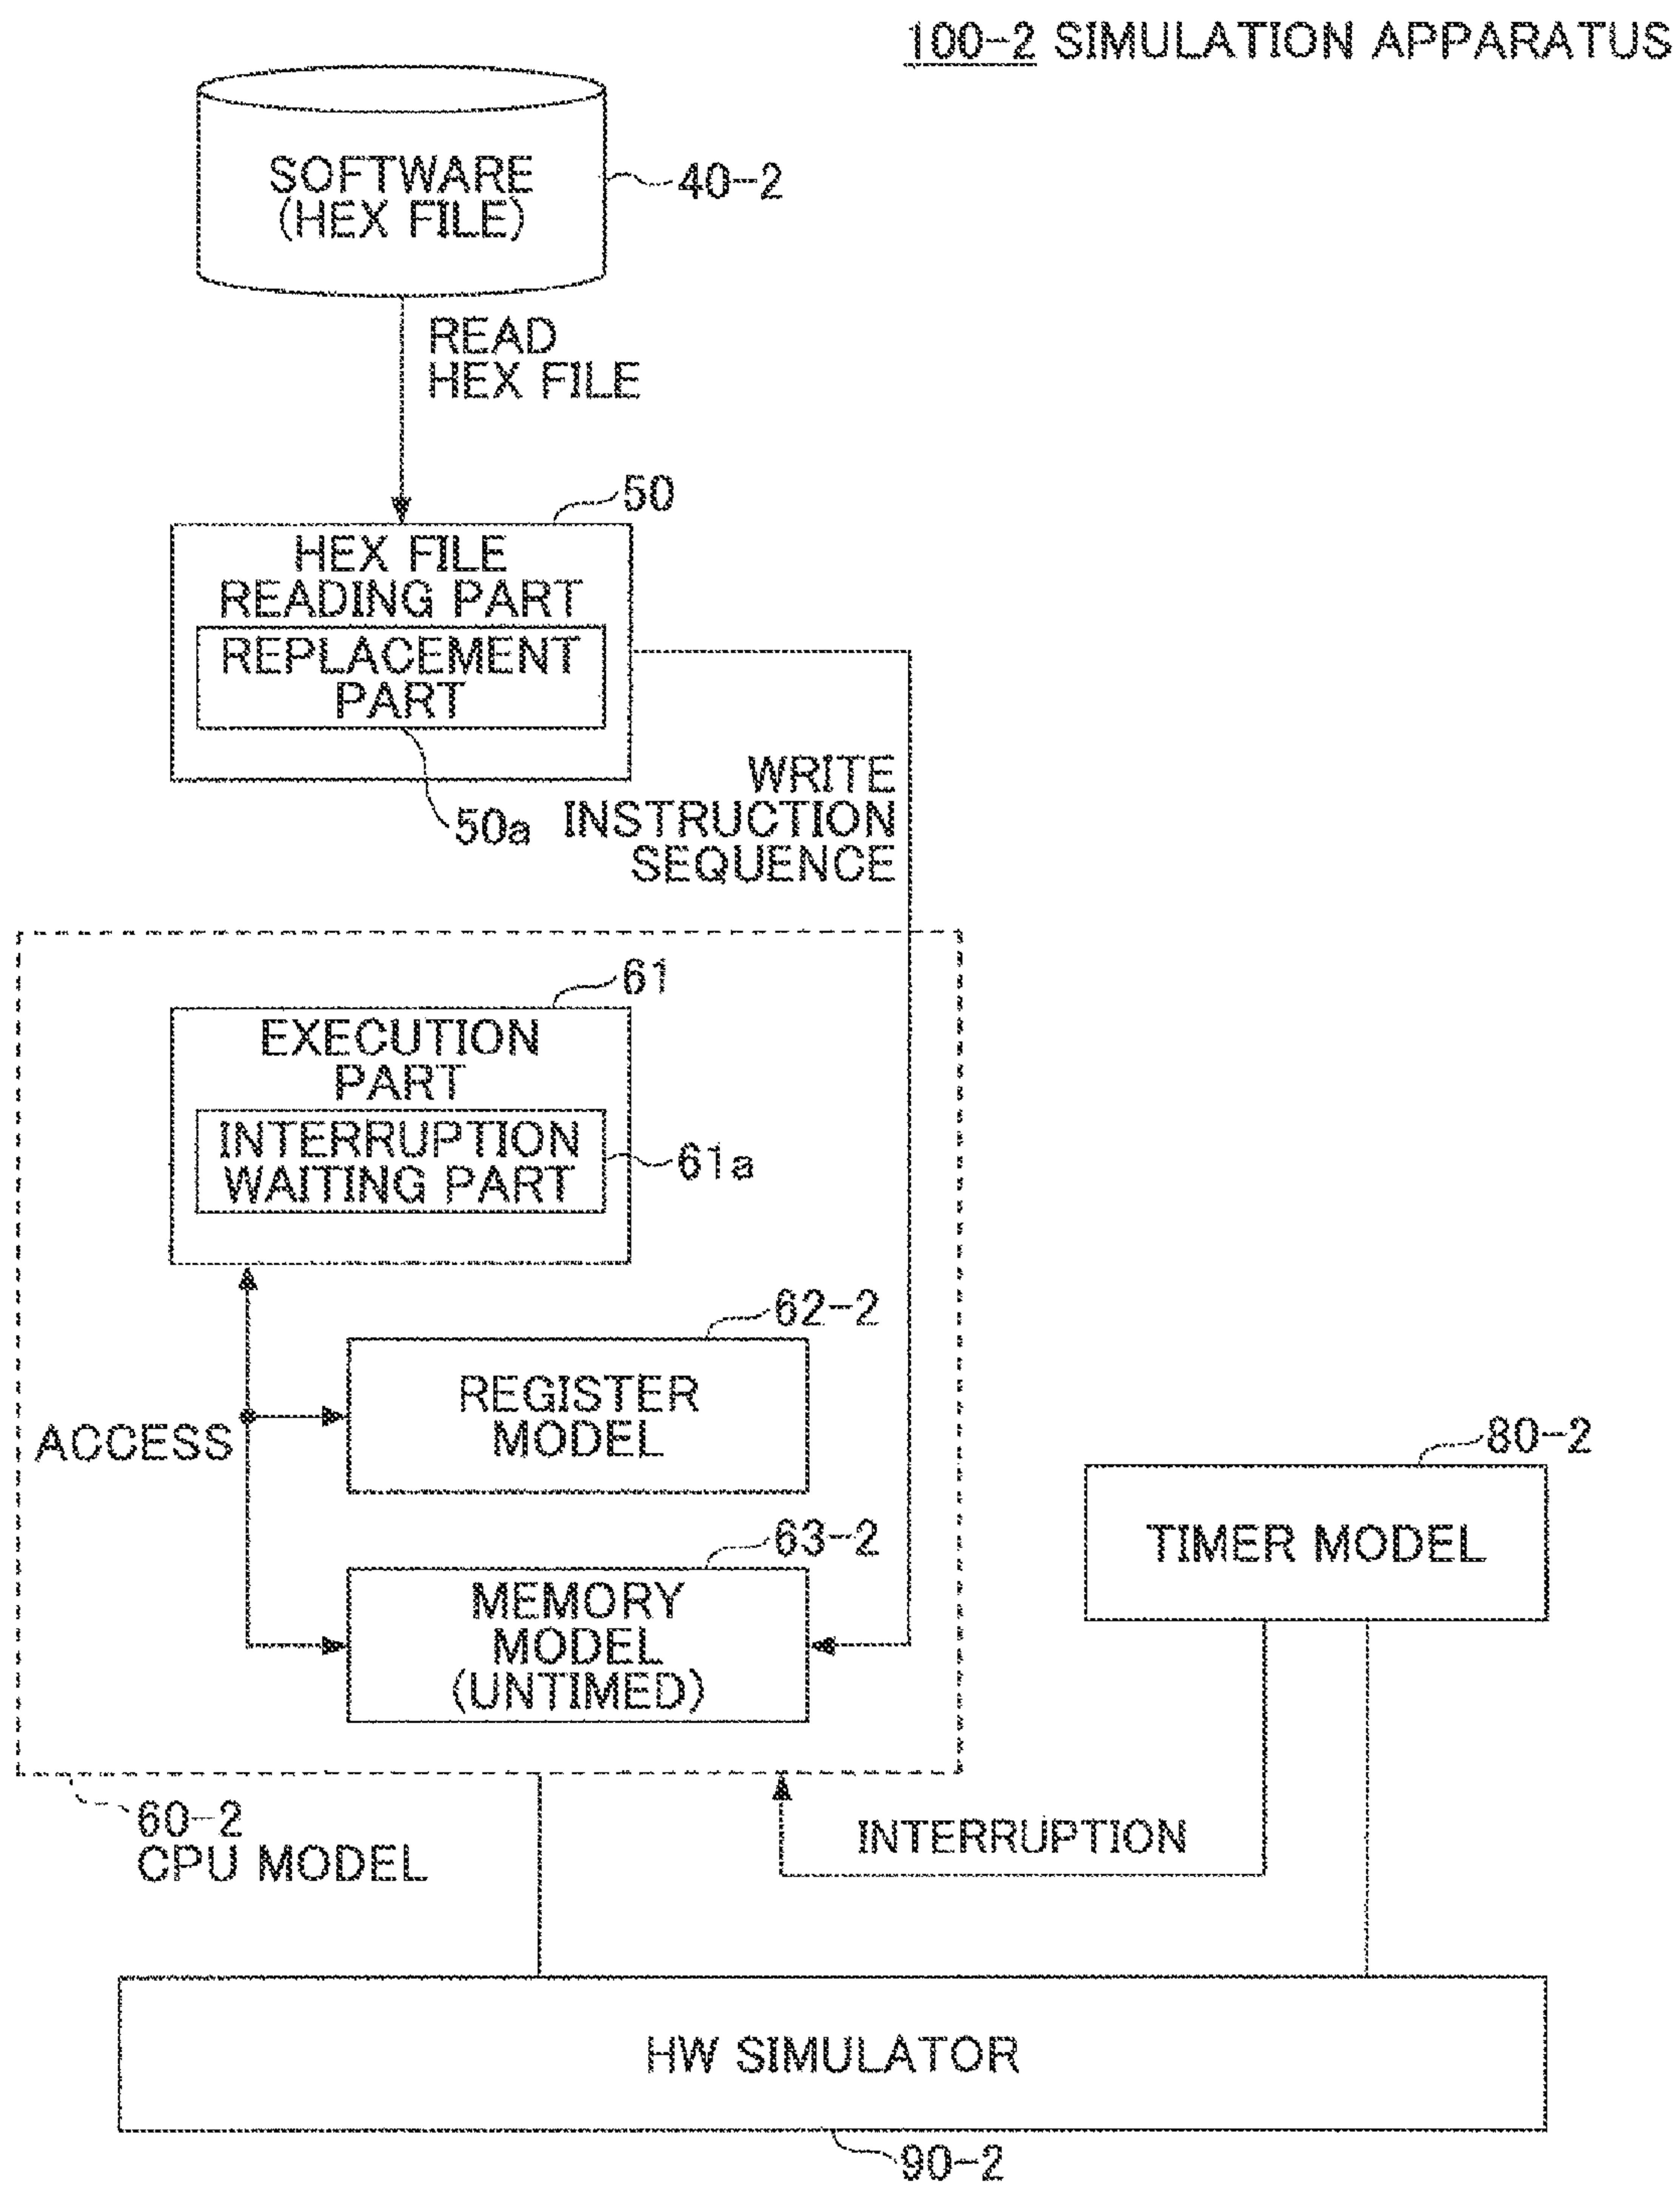 100-2 SIMULATION APPARATUS
SOFTWARE
(HEX FILE)
40-2
READ
HEX FILE
50
HEX FILE
READING PART
REPLACEMENT
PART
50a
WRITE
INSTRUCTION
SEQUENCE
61
EXECUTION
PART
INTERRUPTION
WAITING PART
61a
62-2
REGISTER
MODEL
ACCESS
63-2
MEMORY
MODEL
(UNTIMED)
80-2
TIMER MODEL
60-2
CPU MODEL
INTERRUPTION
HW SIMULATOR
90-2